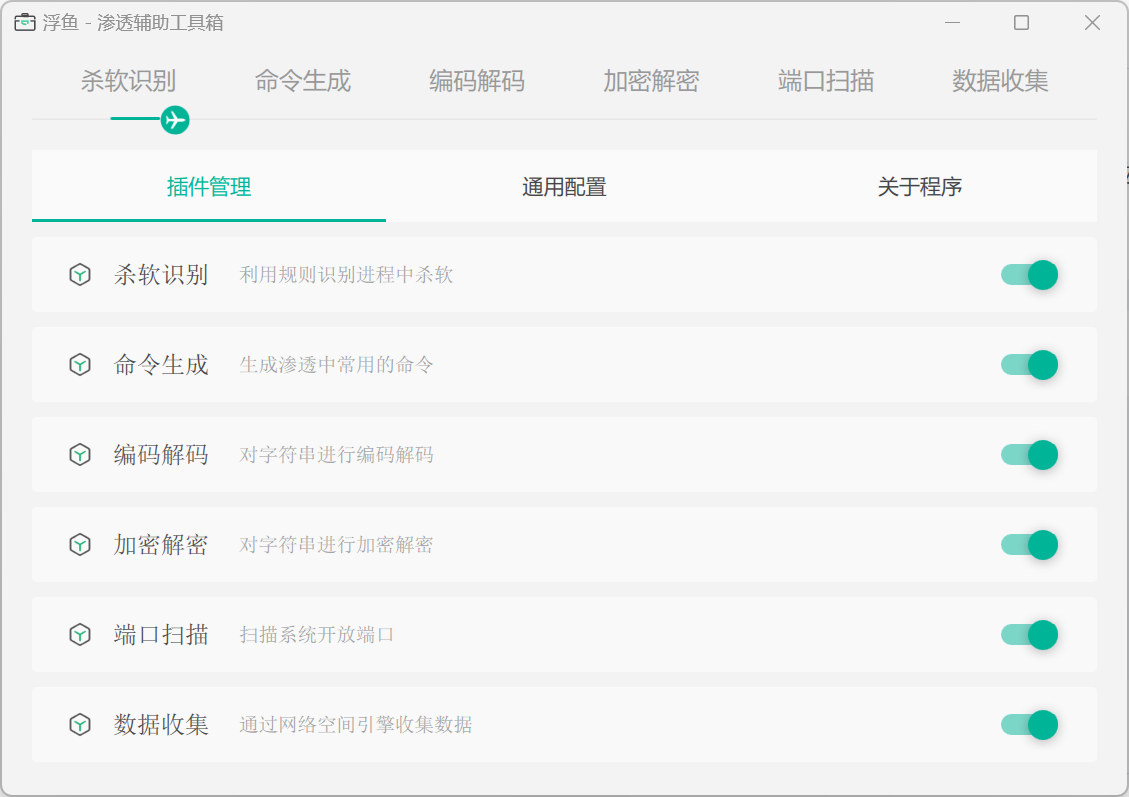 浮鱼 - 渗透辅助工具箱
杀软识别 命令生成 编码解码 加密解密 端口扫描 数据收集
插件管理 通用配置 关于程序
杀软识别 利用规则识别进程中杀软
命令生成 生成渗透中常用的命令
编码解码 对字符串进行编码解码
加密解密 对字符串进行加密解密
端口扫描 扫描系统开放端口
数据收集 通过网络空间引擎收集数据